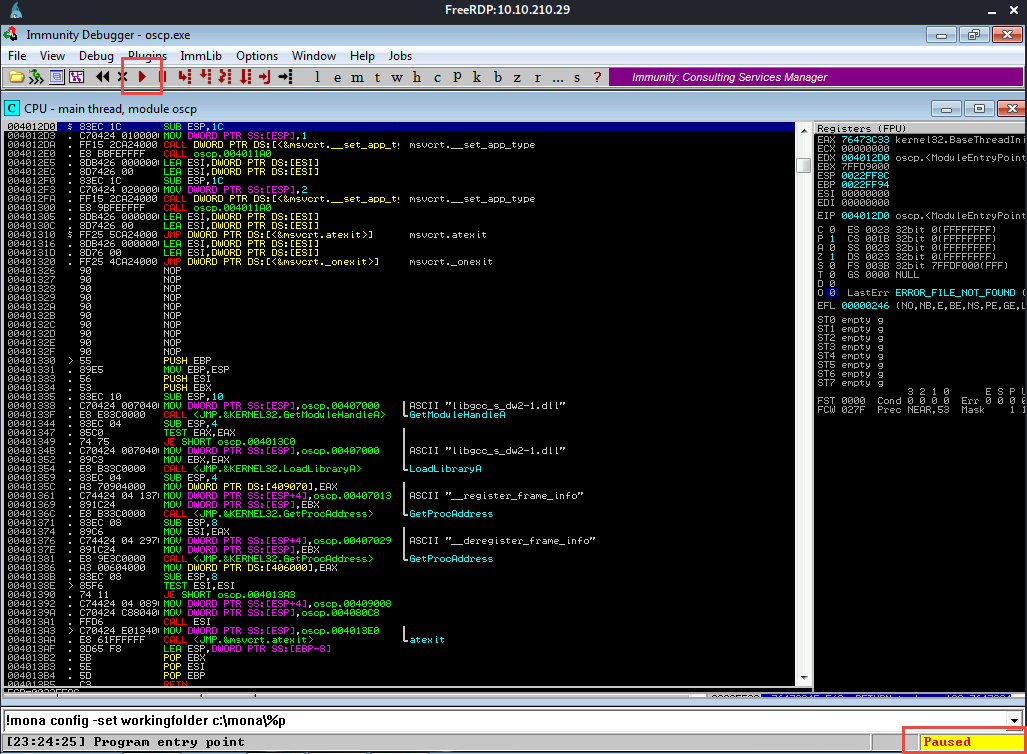 FreeRDP:10.10.210.29
Immunity Debugger - oscp.exe
File View Debug Plugins ImmLib Options Window Help Jobs
l e m t w h c p k b z r ... s ?
Immunity: Consulting Services Manager
C CPU - main thread, module oscp
004012D0 $ 83EC 1C SUB ESP,1C
004012D3 . C70424 010000 MOV DWORD PTR SS:[ESP],1
004012DA . FF15 2CA24000 CALL DWORD PTR DS:[<&msvcrt.__set_app_ty msvcrt.__set_app_type
004012E0 . E8 BBFEFFFF CALL oscp.004011A0
004012E5 . 8DB426 000000 LEA ESI,DWORD PTR DS:[ESI]
004012EC . 8D7426 00 LEA ESI,DWORD PTR DS:[ESI]
004012F0 . 83EC 1C SUB ESP,1C
004012F3 . C70424 020000 MOV DWORD PTR SS:[ESP],2
004012FA . FF15 2CA24000 CALL DWORD PTR DS:[<&msvcrt.__set_app_ty msvcrt.__set_app_type
00401300 . E8 9BFEFFFF CALL oscp.004011A0
00401305 . 8DB426 000000 LEA ESI,DWORD PTR DS:[ESI]
0040130C . 8D7426 00 LEA ESI,DWORD PTR DS:[ESI]
00401310 $ FF25 5CA24000 JMP DWORD PTR DS:[<&msvcrt.atexit>] msvcrt.atexit
00401316 . 8DB426 000000 LEA ESI,DWORD PTR DS:[ESI]
0040131D . 8D76 00 LEA ESI,DWORD PTR DS:[ESI]
00401320 . FF25 4CA24000 JMP DWORD PTR DS:[<&msvcrt._onexit>] msvcrt._onexit
00401326 90 NOP
00401327 90 NOP
00401328 90 NOP
00401329 90 NOP
0040132A 90 NOP
0040132B 90 NOP
0040132C 90 NOP
0040132D 90 NOP
0040132E 90 NOP
0040132F 90 NOP
00401330 > 55 PUSH EBP
00401331 . 89E5 MOV EBP,ESP
00401333 . 56 PUSH ESI
00401334 . 53 PUSH EBX
00401335 . 83EC 10 SUB ESP,10
00401338 . C70424 007040 MOV DWORD PTR SS:[ESP],oscp.00407000 ASCII "libgcc_s_dw2-1.dll"
0040133F . E8 E83C0000 CALL <JMP.&KERNEL32.GetModuleHandleA> GetModuleHandleA
00401344 . 83EC 04 SUB ESP,4
00401347 . 85C0 TEST EAX,EAX
00401349 . 74 75 JE SHORT oscp.004013C0
0040134B . C70424 007040 MOV DWORD PTR SS:[ESP],oscp.00407000 ASCII "libgcc_s_dw2-1.dll"
00401352 . 89C3 MOV EBX,EAX
00401354 . E8 B33C0000 CALL <JMP.&KERNEL32.LoadLibraryA> LoadLibraryA
00401359 . 83EC 04 SUB ESP,4
0040135C . A3 70904000 MOV DWORD PTR DS:[409070],EAX
00401361 . C74424 04 137 MOV DWORD PTR SS:[ESP+4],oscp.00407013 ASCII "__register_frame_info"
00401369 . 891C24 MOV DWORD PTR SS:[ESP],EBX
0040136C . E8 B33C0000 CALL <JMP.&KERNEL32.GetProcAddress> GetProcAddress
00401371 . 83EC 08 SUB ESP,8
00401374 . 89C6 MOV ESI,EAX
00401376 . C74424 04 297 MOV DWORD PTR SS:[ESP+4],oscp.00407029 ASCII "__deregister_frame_info"
0040137E . 891C24 MOV DWORD PTR SS:[ESP],EBX
00401381 . E8 9E3C0000 CALL <JMP.&KERNEL32.GetProcAddress> GetProcAddress
00401386 . A3 00604000 MOV DWORD PTR DS:[406000],EAX
0040138B . 83EC 08 SUB ESP,8
0040138E > 85F6 TEST ESI,ESI
00401390 . 74 11 JE SHORT oscp.004013A3
00401392 . C74424 04 089 MOV DWORD PTR SS:[ESP+4],oscp.00409008
0040139A . C70424 C88040 MOV DWORD PTR SS:[ESP],oscp.004080C8
004013A1 . FFD6 CALL ESI
004013A3 > C70424 E01340 MOV DWORD PTR SS:[ESP],oscp.004013E0
004013AA . E8 61FFFFFF CALL <JMP.&msvcrt.atexit> atexit
004013AF . 8D65 F8 LEA ESP,DWORD PTR SS:[EBP-8]
004013B2 . 5B POP EBX
004013B3 . 5E POP ESI
004013B4 . 5D POP EBP
004013B5 . C3 RETN
Registers (FPU)
EAX 76473C33 kernel32.BaseThreadIni
ECX 00000000
EDX 004012D0 oscp.<ModuleEntryPoint
EBX 7FFD9000
ESP 0022FF8C
EBP 0022FF94
ESI 00000000
EDI 00000000
EIP 004012D0 oscp.<ModuleEntryPoint
C 0 ES 0023 32bit 0(FFFFFFFF)
P 1 CS 001B 32bit 0(FFFFFFFF)
A 0 SS 0023 32bit 0(FFFFFFFF)
Z 1 DS 0023 32bit 0(FFFFFFFF)
S 0 FS 003B 32bit 7FFDF000(FFF)
T 0 GS 0000 NULL
D 0
O 0 LastErr ERROR_FILE_NOT_FOUND (
EFL 00000246 (NO,NB,E,BE,NS,PE,GE,L
ST0 empty g
ST1 empty g
ST2 empty g
ST3 empty g
ST4 empty g
ST5 empty g
ST6 empty g
ST7 empty g
3 2 1 0 E S P U
FST 0000 Cond 0 0 0 0 Err 0 0 0 0
FCW 027F Prec NEAR,53 Mask 1 1
!mona config -set workingfolder c:\mona\%p
[23:24:25] Program entry point
Paused